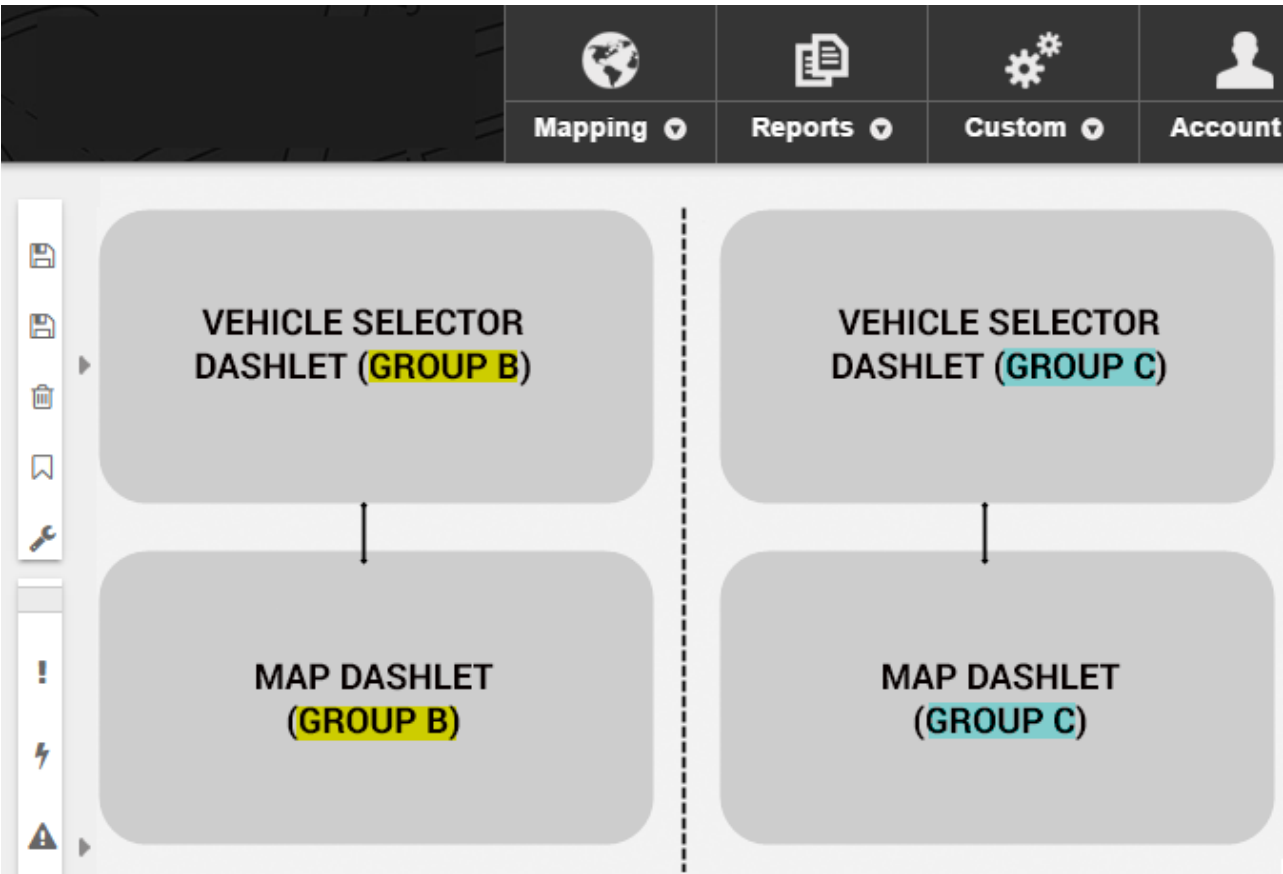 Mapping
Reports
Custom
Account
VEHICLE SELECTOR
DASHLET (GROUP B)
VEHICLE SELECTOR
DASHLET (GROUP C)
MAP DASHLET
(GROUP B)
MAP DASHLET
(GROUP C)